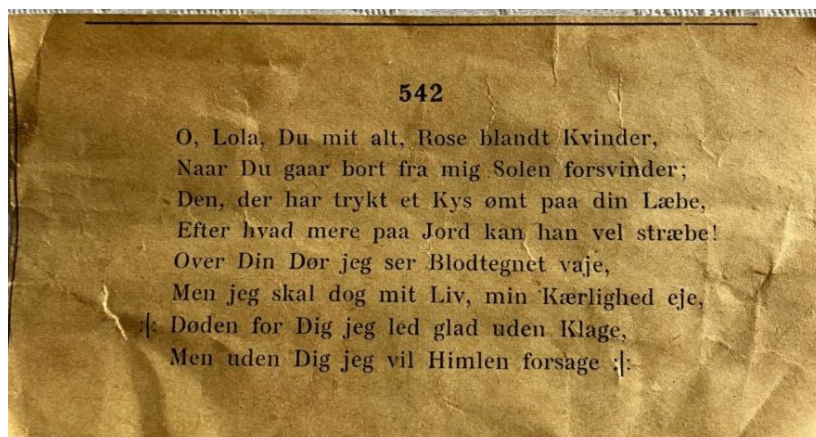 542
O, Lola, Du mit alt, Rose blandt Kvinder,
Naar Du gaar bort fra mig Solen forsvinder;
Den, der har trykt et Kys ømt paa din Læbe,
Efter hvad mere paa Jord kan han vel stræbe!
Over Din Dør jeg ser Blodtegnet vaje,
Men jeg skal dog mit Liv, min Kærlighed eje,
:|: Døden for Dig jeg led glad uden Klage,
Men uden Dig jeg vil Himlen forsage :|: